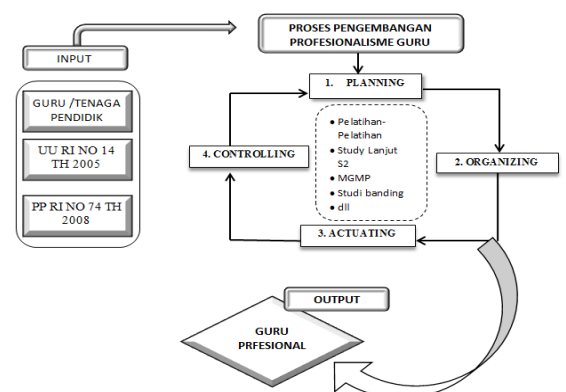 PROSES PENGEMBANGAN
PROFESIONALISME GURU
INPUT
GURU /TENAGA
PENDIDIK
UU RI NO 14
TH 2005
PP RI NO 74 TH
2008
1. PLANNING
• Pelatihan-
Pelatihan
• Study Lanjut
S2
• MGMP
• Studi banding
• dll
4. CONTROLLING
2. ORGANIZING
3. ACTUATING
OUTPUT
GURU
PRFESIONAL